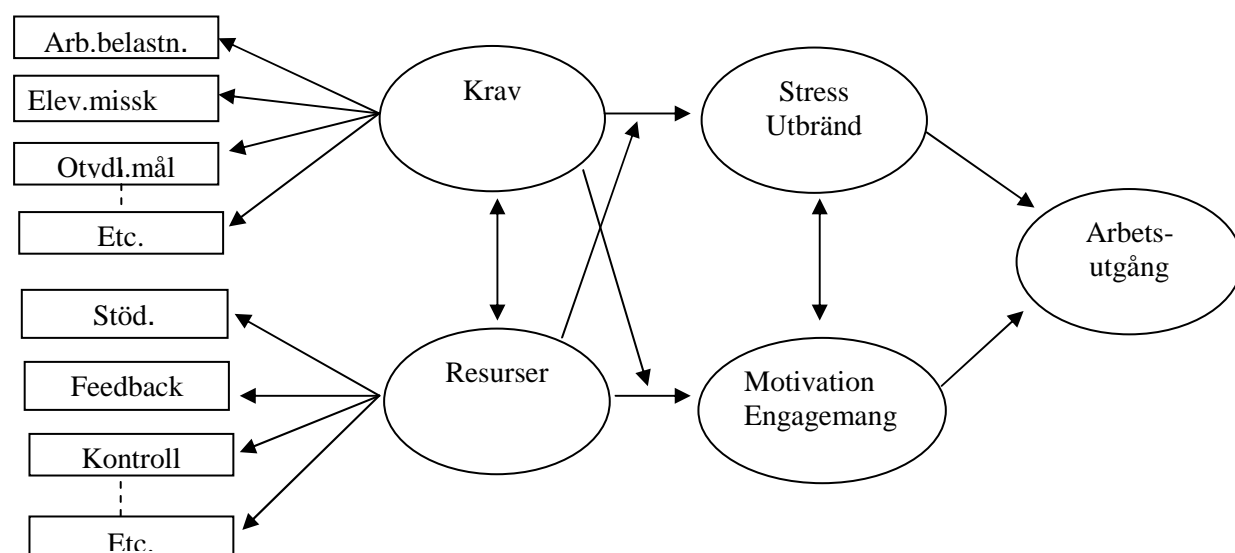 Arb.belastn.
Elev.missk
Otydl.mål
Etc.
Krav
Stress
Utbränd
Arbets-
utgång
Stöd.
Feedback
Kontroll
Etc.
Resurser
Motivation
Engagemang